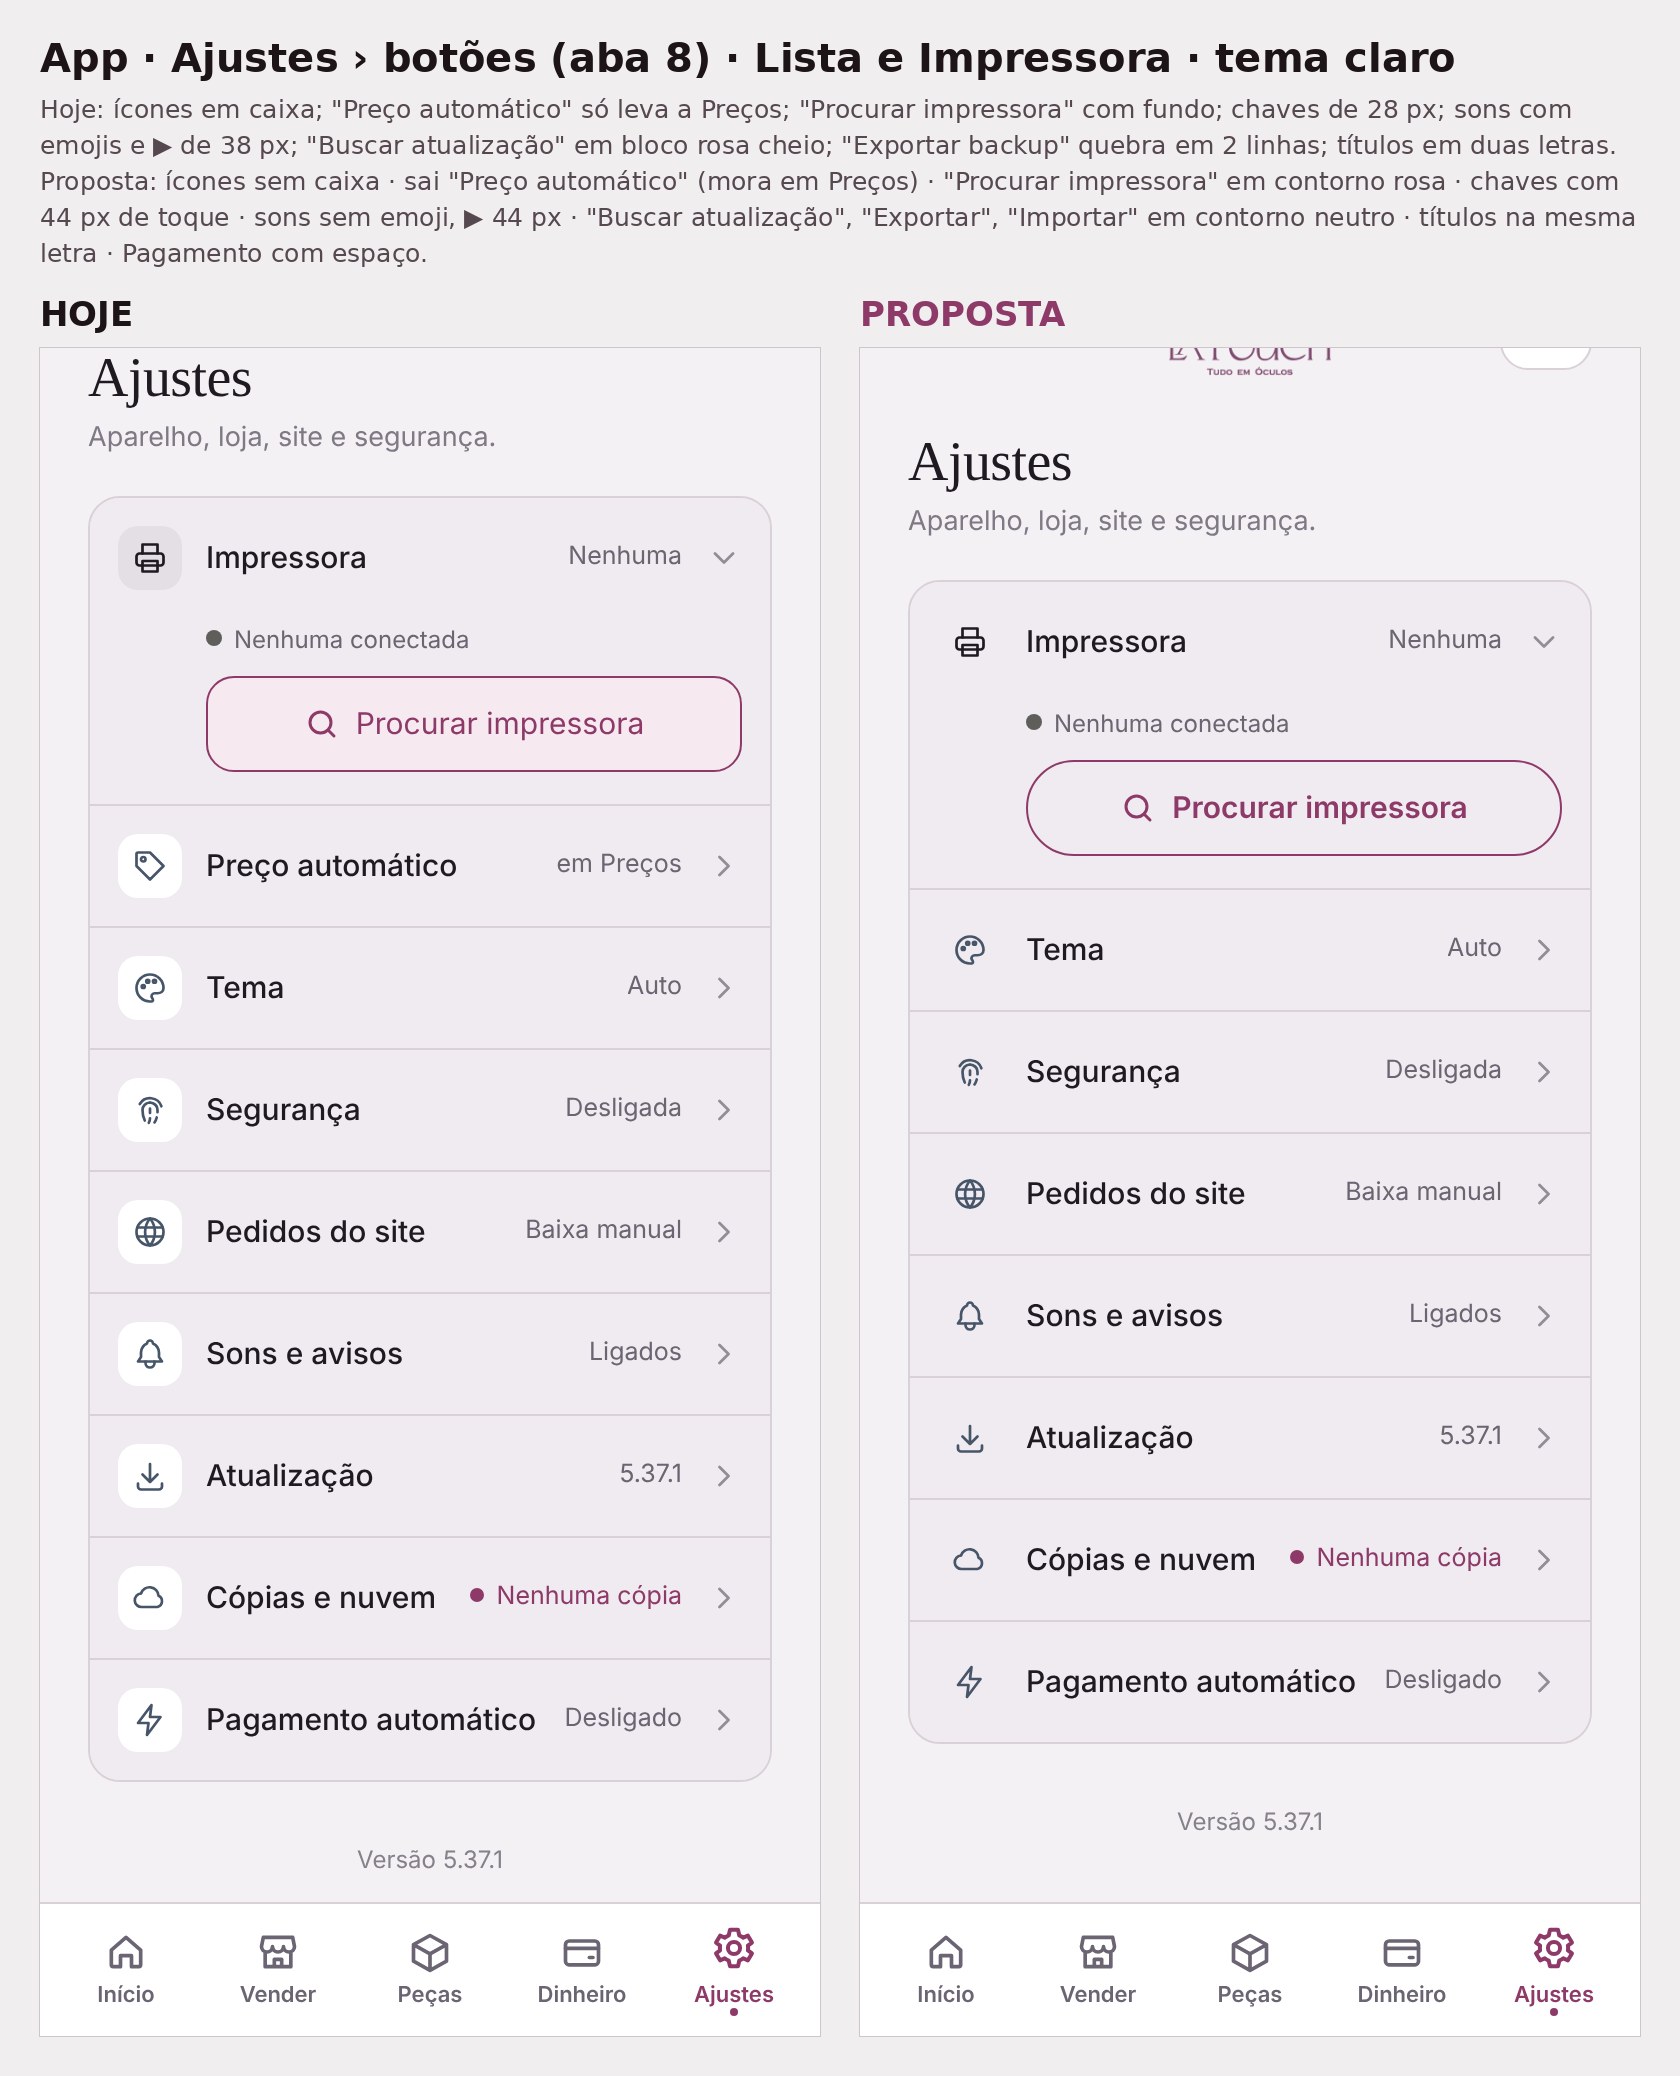 App · Ajustes › botões (aba 8) · Lista e Impressora · tema claro
Hoje: ícones em caixa; "Preço automático" só leva a Preços; "Procurar impressora" com fundo; chaves de 28 px; sons com
emojis e ▶ de 38 px; "Buscar atualização" em bloco rosa cheio; "Exportar backup" quebra em 2 linhas; títulos em duas letras.
Proposta: ícones sem caixa · sai "Preço automático" (mora em Preços) · "Procurar impressora" em contorno rosa · chaves com
44 px de toque · sons sem emoji, ▶ 44 px · "Buscar atualização", "Exportar", "Importar" em contorno neutro · títulos na mesma
letra · Pagamento com espaço.
HOJE
Ajustes
Aparelho, loja, site e segurança.
Impressora Nenhuma
Nenhuma conectada
Procurar impressora
Preço automático em Preços
Tema Auto
Segurança Desligada
Pedidos do site Baixa manual
Sons e avisos Ligados
Atualização 5.37.1
Cópias e nuvem Nenhuma cópia
Pagamento automático Desligado
Versão 5.37.1
Início Vender Peças Dinheiro Ajustes
PROPOSTA
Tudo em Óculos
Ajustes
Aparelho, loja, site e segurança.
Impressora Nenhuma
Nenhuma conectada
Procurar impressora
Tema Auto
Segurança Desligada
Pedidos do site Baixa manual
Sons e avisos Ligados
Atualização 5.37.1
Cópias e nuvem Nenhuma cópia
Pagamento automático Desligado
Versão 5.37.1
Início Vender Peças Dinheiro Ajustes